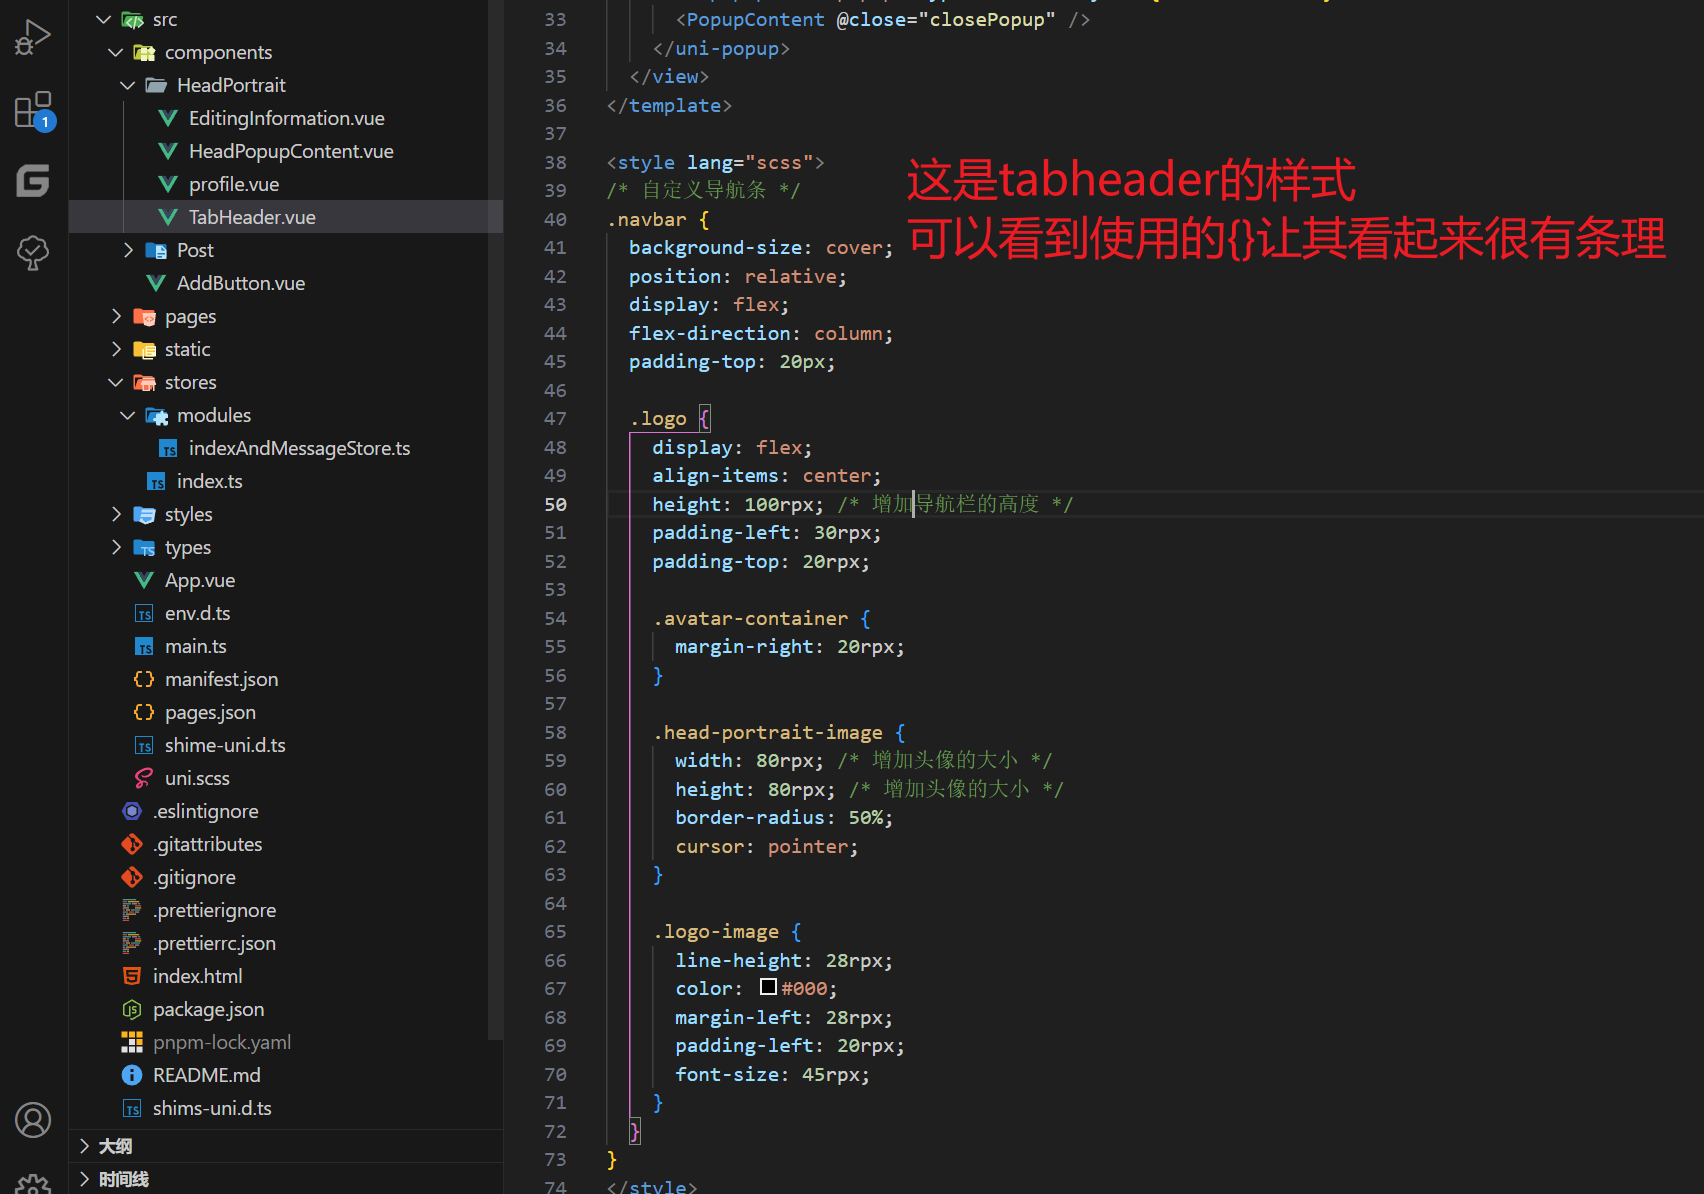 src
components
HeadPortrait
EditingInformation.vue
HeadPopupContent.vue
profile.vue
TabHeader.vue
Post
AddButton.vue
pages
static
stores
modules
indexAndMessageStore.ts
index.ts
styles
types
App.vue
env.d.ts
main.ts
manifest.json
pages.json
shime-uni.d.ts
uni.scss
.eslintignore
.gitattributes
.gitignore
.prettierignore
.prettierrc.json
index.html
package.json
pnpm-lock.yaml
README.md
shims-uni.d.ts
大纲
时间线
1
33 <PopupContent @close="closePopup" />
34 </uni-popup>
35 </view>
36 </template>
37
38 <style lang="scss">
39 /* 自定义导航条 */
40 .navbar {
41 background-size: cover;
42 position: relative;
43 display: flex;
44 flex-direction: column;
45 padding-top: 20px;
46
47 .logo {
48 display: flex;
49 align-items: center;
50 height: 100rpx; /* 增加导航栏的高度 */
51 padding-left: 30rpx;
52 padding-top: 20rpx;
53
54 .avatar-container {
55 margin-right: 20rpx;
56 }
57
58 .head-portrait-image {
59 width: 80rpx; /* 增加头像的大小 */
60 height: 80rpx; /* 增加头像的大小 */
61 border-radius: 50%;
62 cursor: pointer;
63 }
64
65 .logo-image {
66 line-height: 28rpx;
67 color: #000;
68 margin-left: 28rpx;
69 padding-left: 20rpx;
70 font-size: 45rpx;
71 }
72 }
73 }
74 </style>
这是tabheader的样式
可以看到使用的{}让其看起来很有条理